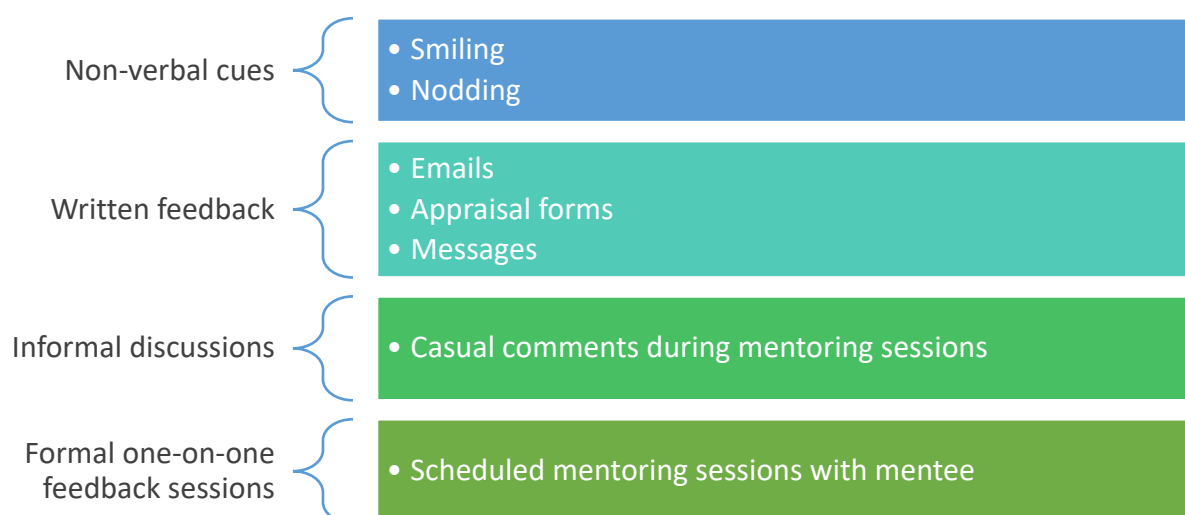 Non-verbal cues
• Smiling
• Nodding
Written feedback
• Emails
• Appraisal forms
• Messages
Informal discussions
• Casual comments during mentoring sessions
Formal one-on-one
feedback sessions
• Scheduled mentoring sessions with mentee